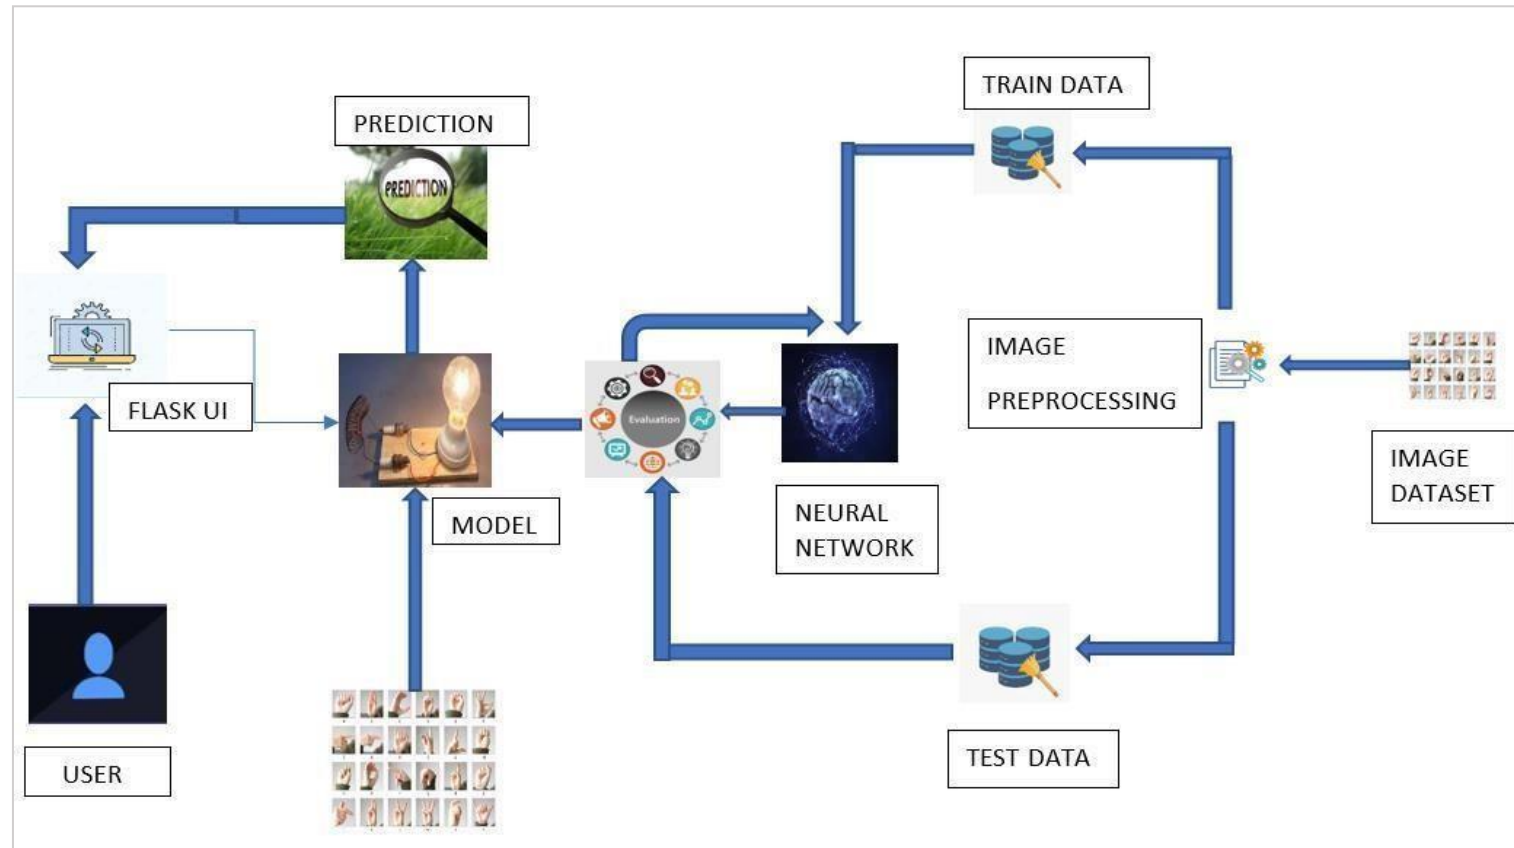 TRAIN DATA
PREDICTION
PREDICTION
IMAGE
PREPROCESSING
FLASK UI
Evaluation
IMAGE
DATASET
MODEL
NEURAL
NETWORK
USER
TEST DATA